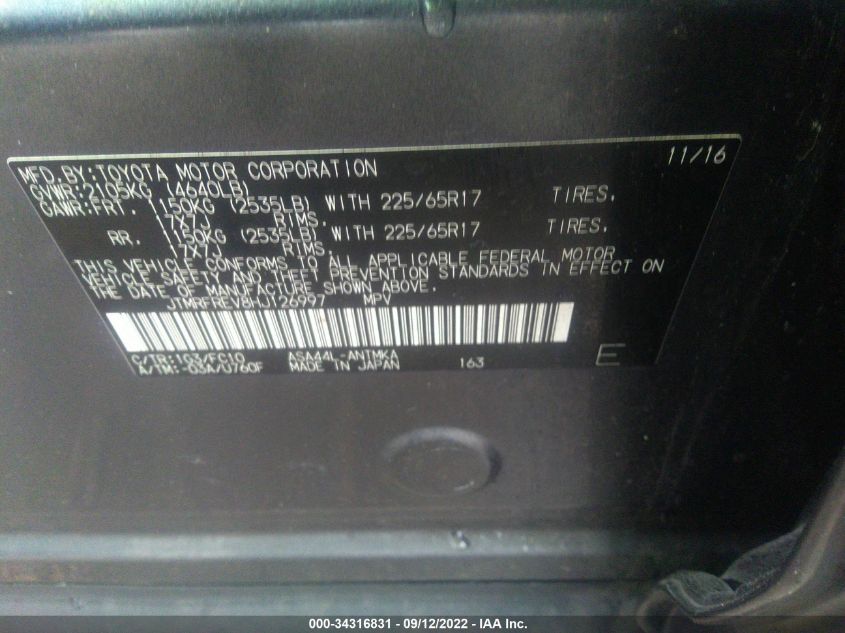 MFD.BY:TOYOTA MOTOR CORPORATION 11/16
GVWR:2105KG (4640LB)
GAWR:FRT. 1150KG (2535LB) WITH 225/65R17 TIRES.
17X7J RIMS.
RR. 1150KG (2535LB) WITH 225/65R17 TIRES.
17X7J RIMS.
THIS VEHICLE CONFORMS TO ALL APPLICABLE FEDERAL MOTOR
VEHICLE SAFETY AND THEFT PREVENTION STANDARDS IN EFFECT ON
THE DATE OF MANUFACTURE SHOWN ABOVE.
JTMRFREV8HJ126997 MPV
C/TR:1G3/FC10 ASA44L-ANTMKA 163 E
A/TM:-03A/U760F MADE IN JAPAN
000-34316831 - 09/12/2022 - IAA Inc.